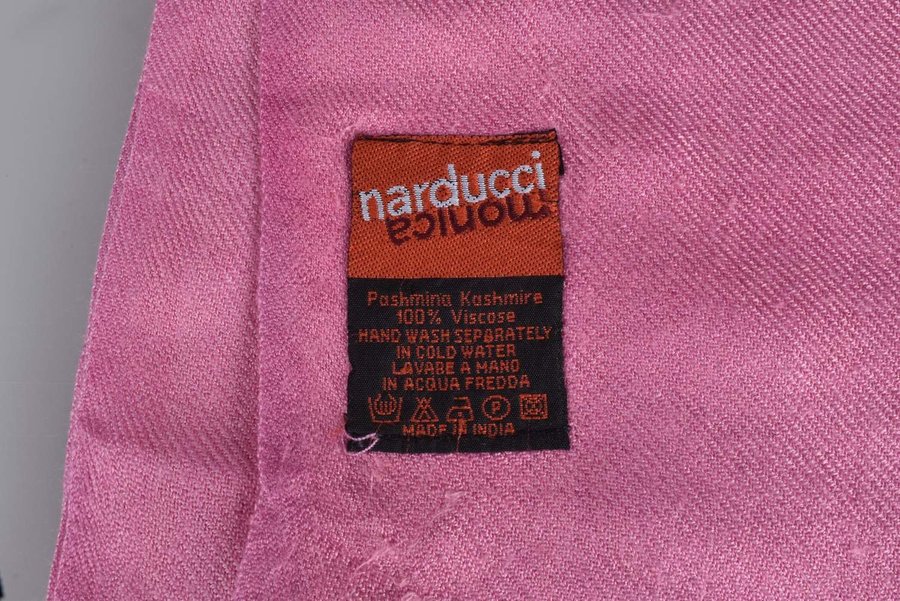 narducci
monica
Pashmina Kashmire
100% Viscose
HAND WASH SEPARATELY
IN COLD WATER
LAVABE A MANO
IN ACQUA FREDDA
P
MADE IN INDIA